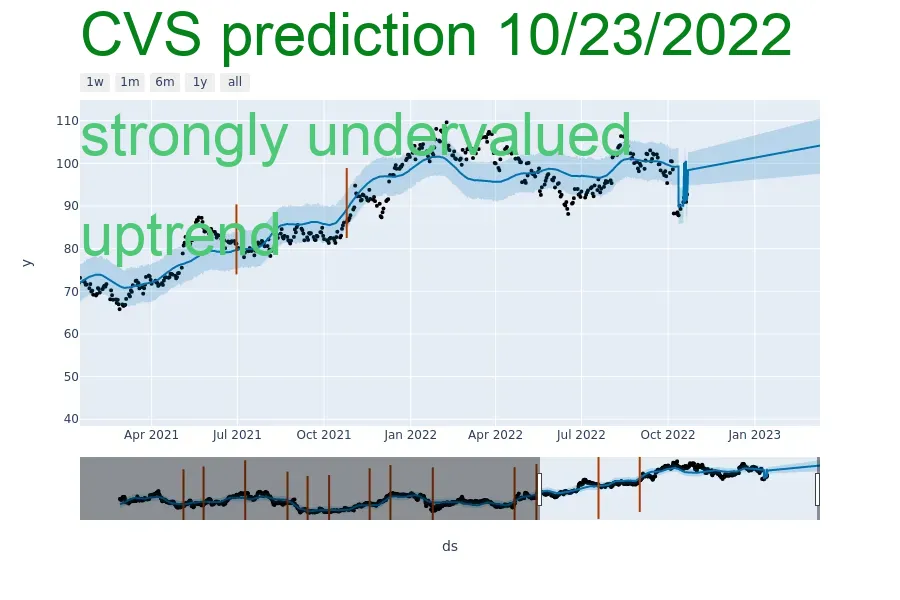 CVS prediction 10/23/2022
1w 1m 6m 1y all
strongly undervalued
uptrend
110
100
90
80
70
60
50
40
y
Apr 2021 Jul 2021 Oct 2021 Jan 2022 Apr 2022 Jul 2022 Oct 2022 Jan 2023
ds